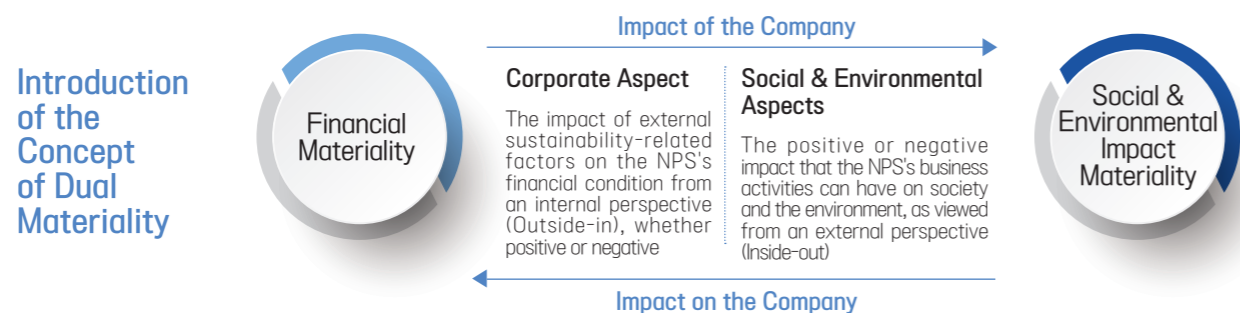 Introduction
of the
Concept
of Dual
Materiality
Financial
Materiality
Impact of the Company
Corporate Aspect
The impact of external
sustainability-related
factors on the NPS's
financial condition from
an internal perspective
(Outside-in), whether
positive or negative
Social & Environmental
Aspects
The positive or negative
impact that the NPS's business
activities can have on society
and the environment, as viewed
from an external perspective
(Inside-out)
Impact on the Company
Social &
Environmental
Impact
Materiality